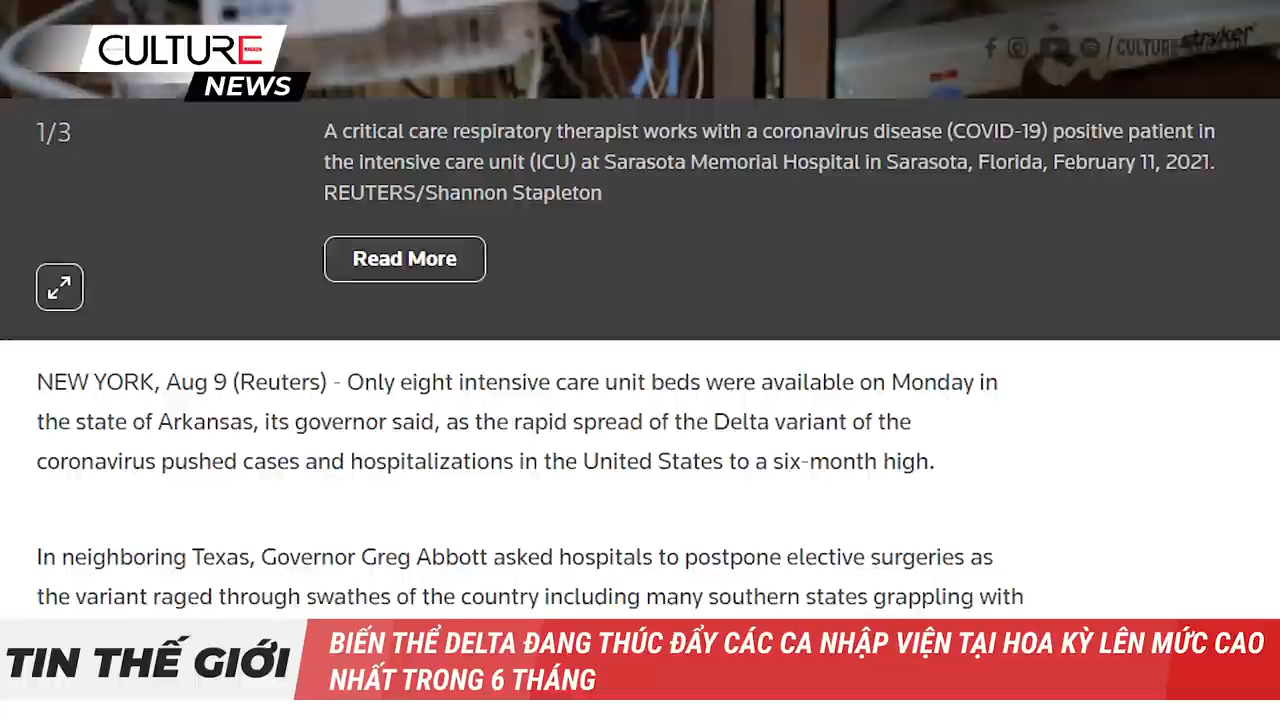 CULTURE
NEWS
/CULTURE
stryker
1/3
A critical care respiratory therapist works with a coronavirus disease (COVID-19) positive patient in
the intensive care unit (ICU) at Sarasota Memorial Hospital in Sarasota, Florida, February 11, 2021.
REUTERS/Shannon Stapleton
Read More
NEW YORK, Aug 9 (Reuters) - Only eight intensive care unit beds were available on Monday in
the state of Arkansas, its governor said, as the rapid spread of the Delta variant of the
coronavirus pushed cases and hospitalizations in the United States to a six-month high.
In neighboring Texas, Governor Greg Abbott asked hospitals to postpone elective surgeries as
the variant raged through swathes of the country including many southern states grappling with
TIN THẾ GIỚI
BIẾN THỂ DELTA ĐANG THÚC ĐẨY CÁC CA NHẬP VIỆN TẠI HOA KỲ LÊN MỨC CAO
NHẤT TRONG 6 THÁNG